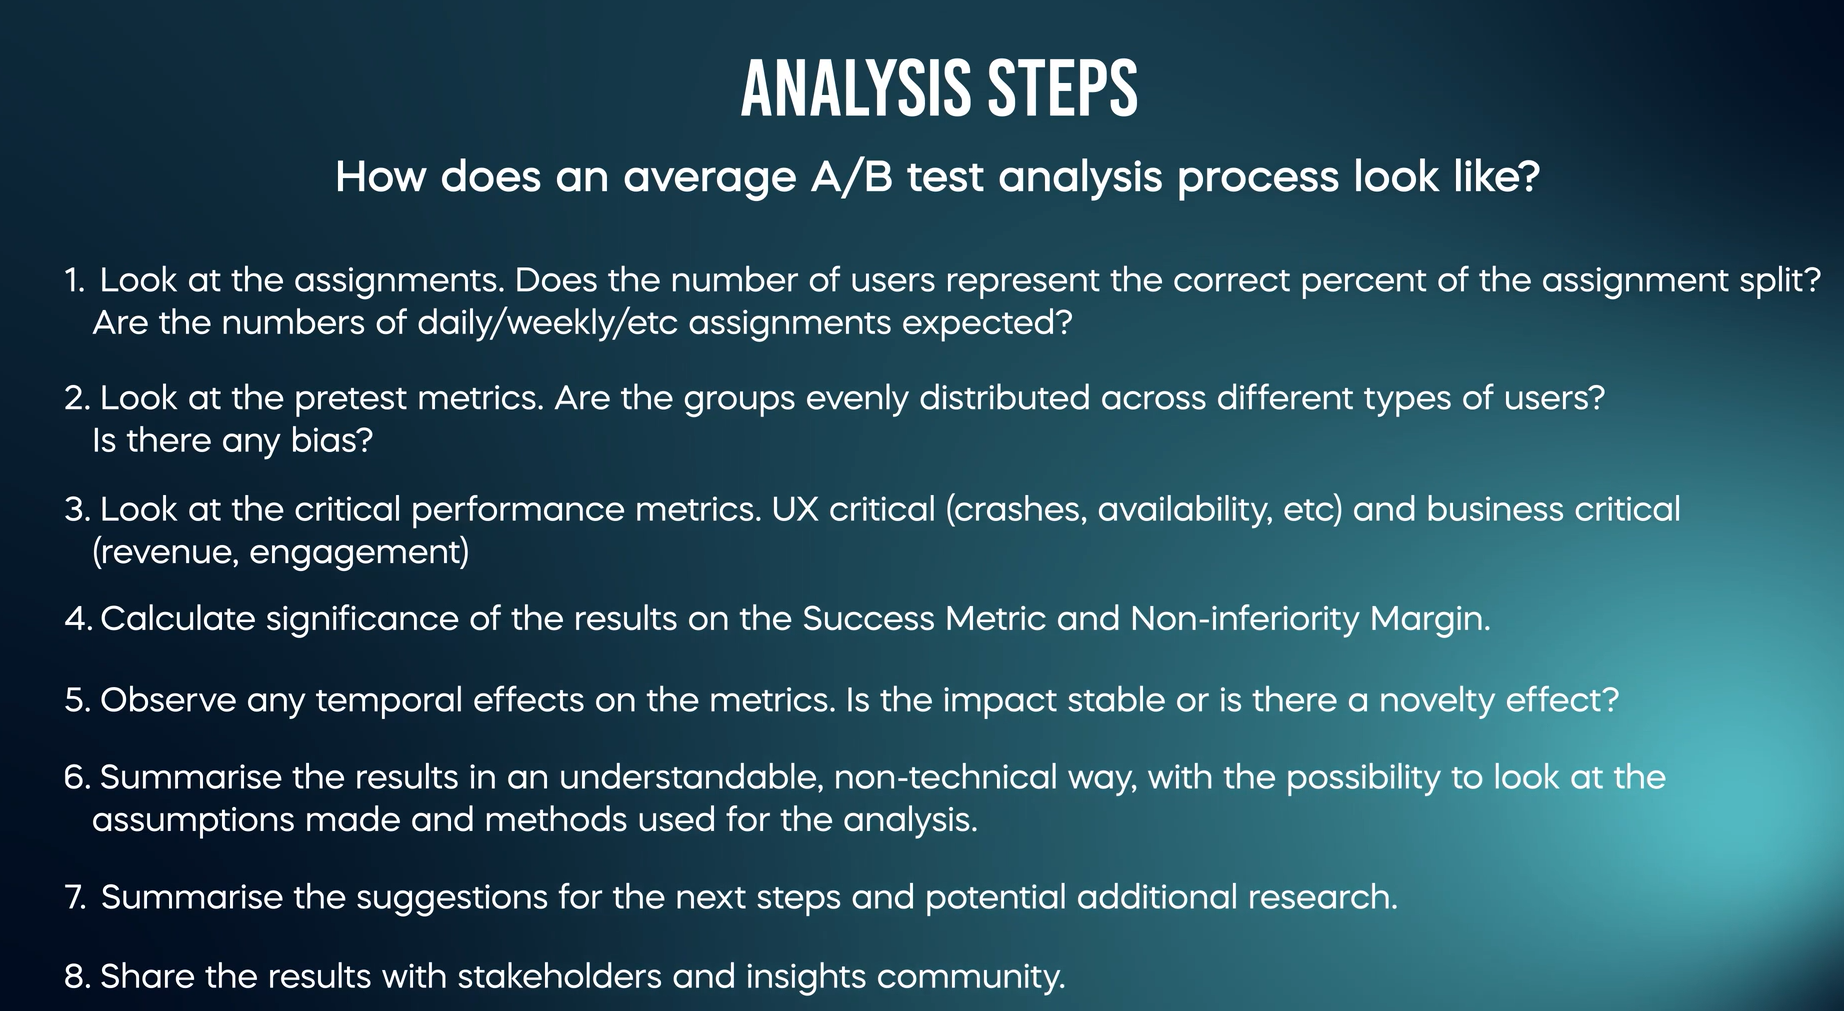 ANALYSIS STEPS
How does an average A/B test analysis process look like?
1. Look at the assignments. Does the number of users represent the correct percent of the assignment split?
Are the numbers of daily/weekly/etc assignments expected?
2. Look at the pretest metrics. Are the groups evenly distributed across different types of users?
Is there any bias?
3. Look at the critical performance metrics. UX critical (crashes, availability, etc) and business critical
(revenue, engagement)
4. Calculate significance of the results on the Success Metric and Non-inferiority Margin.
5. Observe any temporal effects on the metrics. Is the impact stable or is there a novelty effect?
6. Summarise the results in an understandable, non-technical way, with the possibility to look at the
assumptions made and methods used for the analysis.
7. Summarise the suggestions for the next steps and potential additional research.
8. Share the results with stakeholders and insights community.